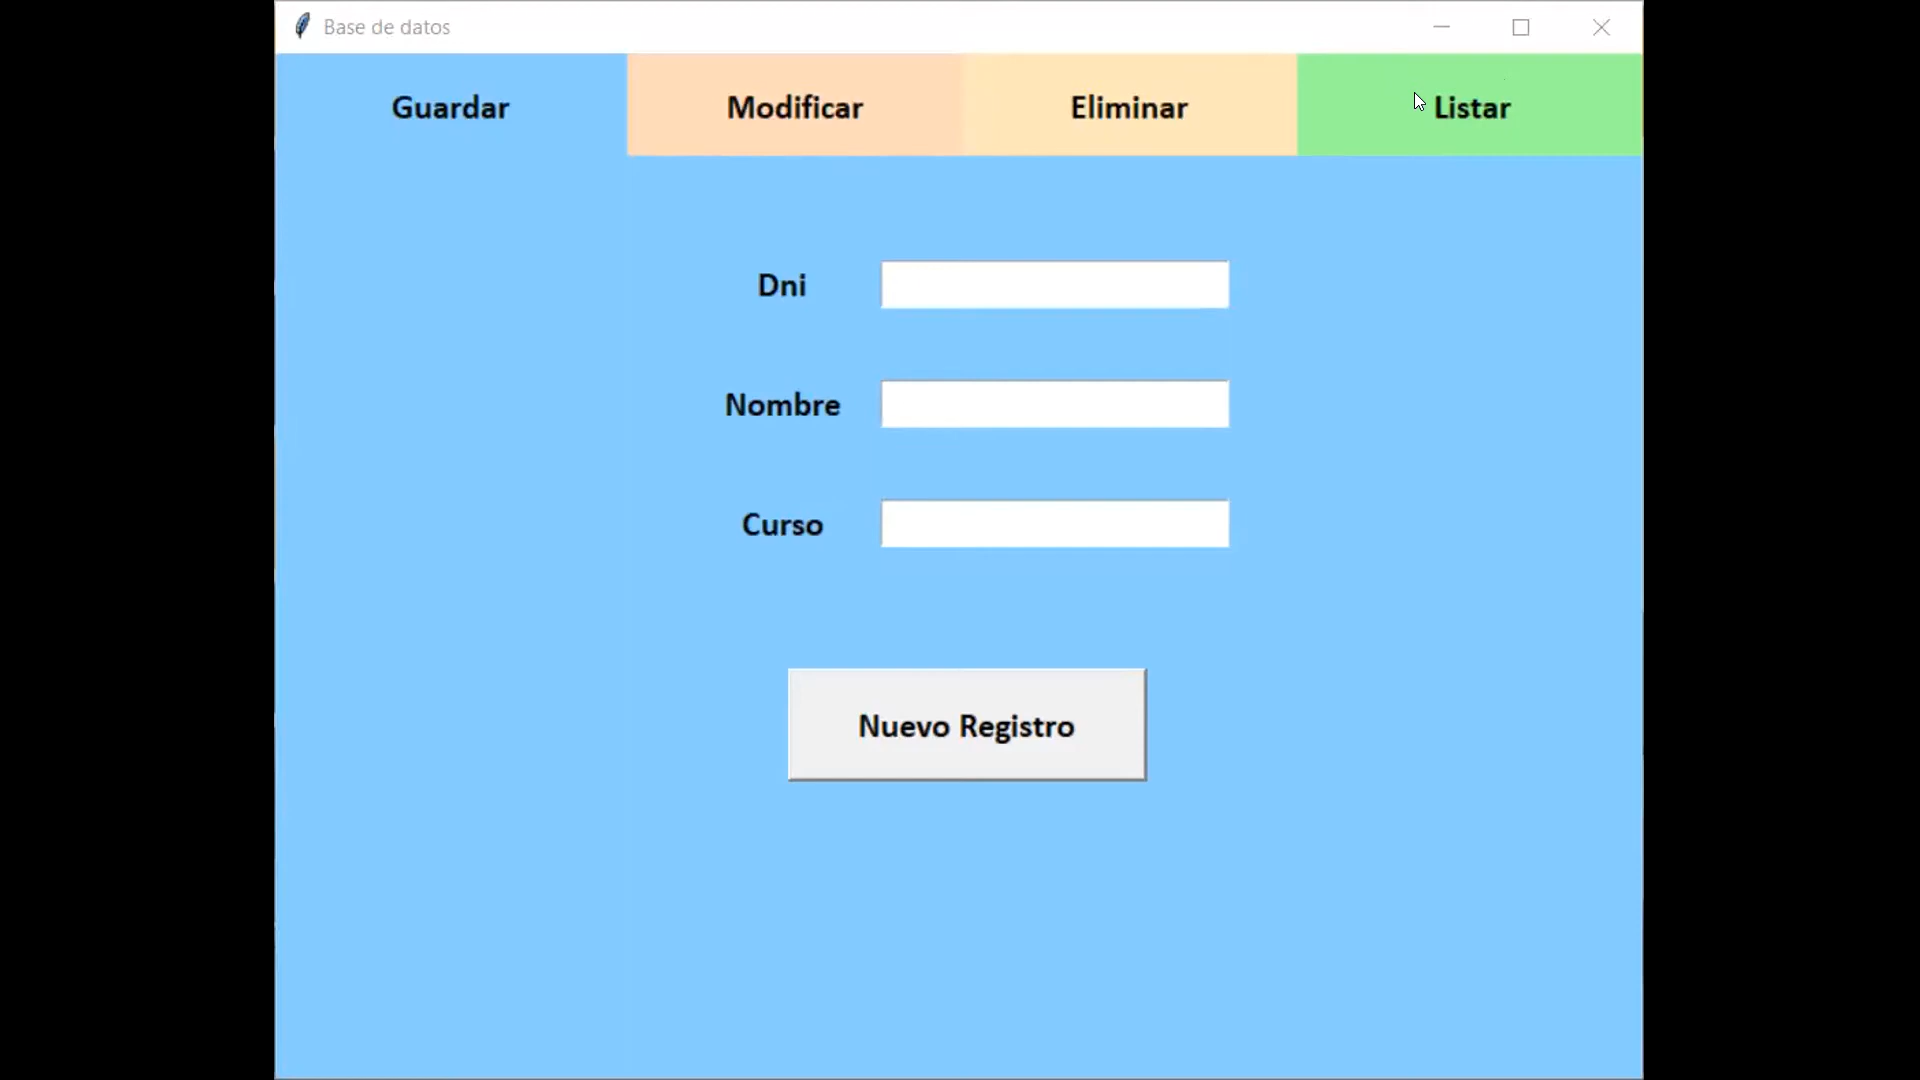 Base de datos
Guardar Modificar Eliminar Listar
Dni
Nombre
Curso
Nuevo Registro